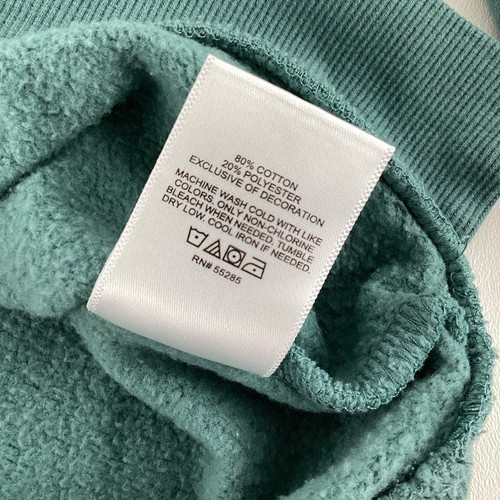 80% COTTON
20% POLYESTER
EXCLUSIVE OF DECORATION
MACHINE WASH COLD WITH LIKE
COLORS, ONLY NON-CHLORINE
BLEACH WHEN NEEDED. TUMBLE
DRY LOW. COOL IRON IF NEEDED.
RN# 55285